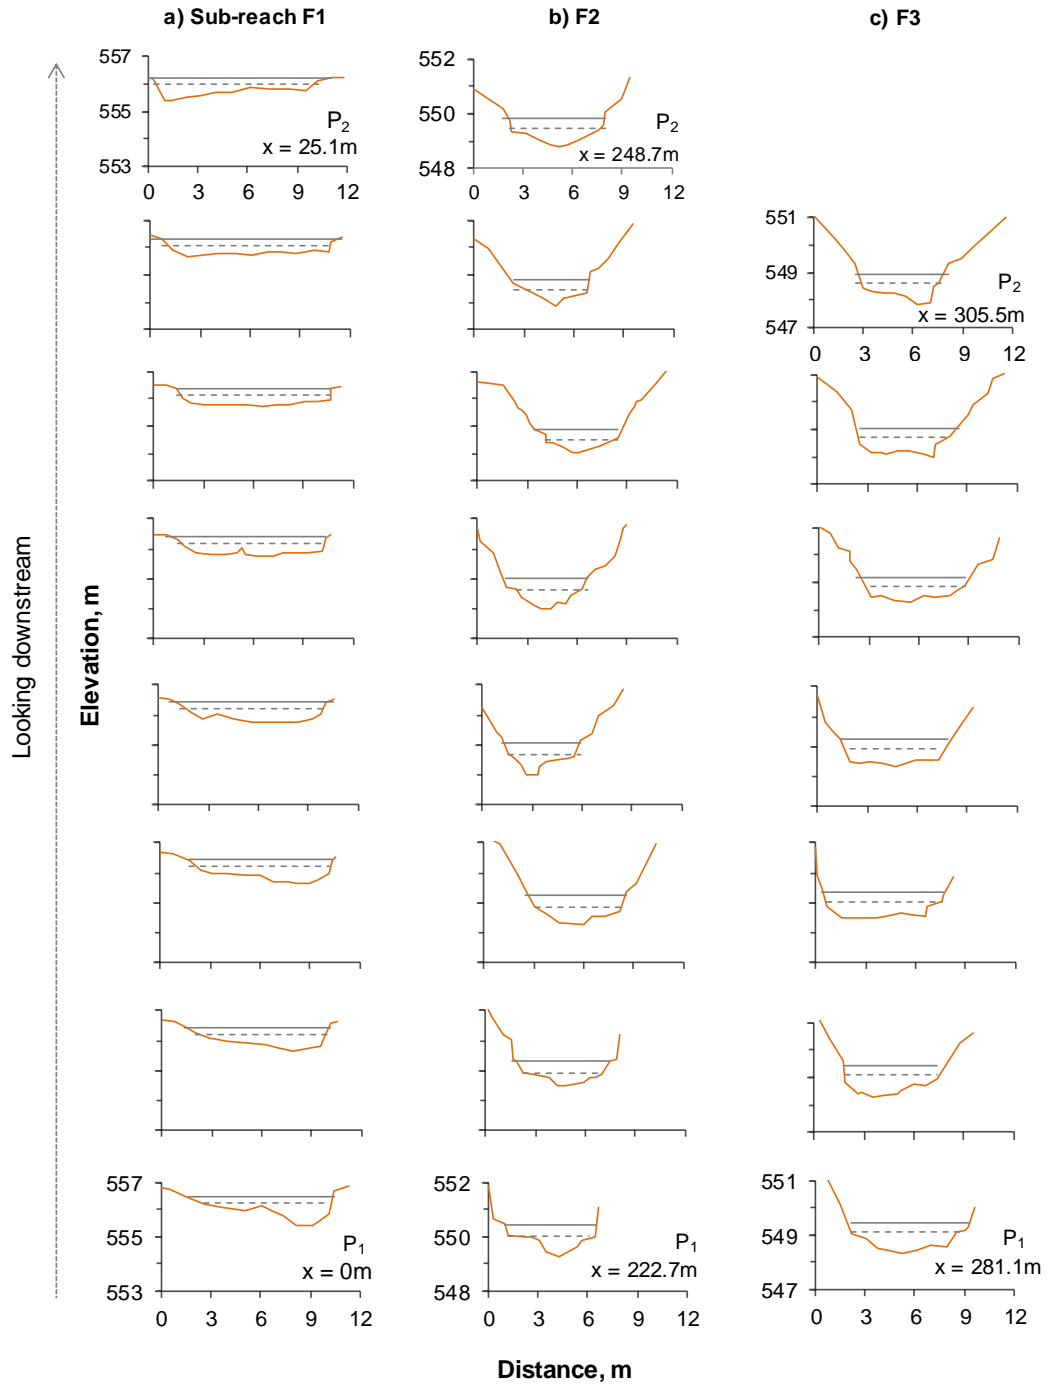 a) Sub-reach F1
b) F2
c) F3
557
555
553
P2
x = 25.1m
0 3 6 9 12
552
550
548
P2
x = 248.7m
0 3 6 9 12
551
549
547
P2
x = 305.5m
0 3 6 9 12
Looking downstream
Elevation, m
557
555
553
P1
x = 0m
0 3 6 9 12
552
550
548
P1
x = 222.7m
0 3 6 9 12
551
549
547
P1
x = 281.1m
0 3 6 9 12
Distance, m